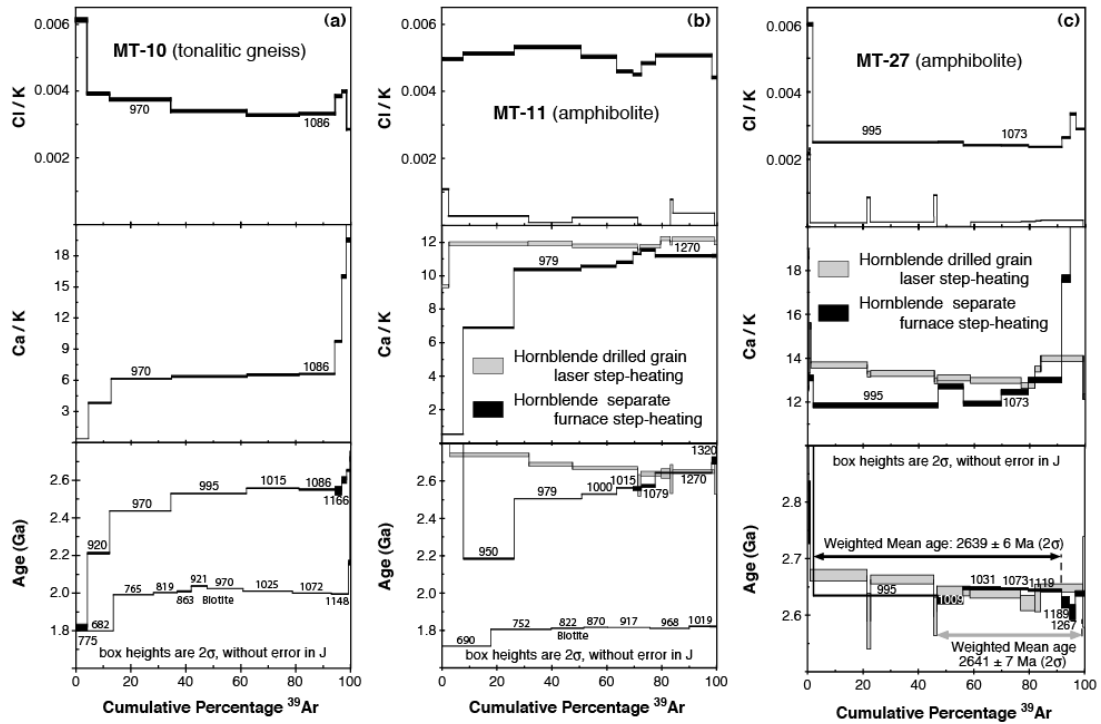 (a)
MT-10 (tonalitic gneiss)
Cl / K
0.006
0.004
0.002
970
1086
Ca / K
18
15
12
9
6
3
970
1086
Age (Ga)
2.6
2.4
2.2
2.0
1.8
775
920
970
995
1015
1086
1166
682
765
819
863
921
970
1025
1072
1148
Biotite
box heights are 2σ, without error in J
0 20 40 60 80 100
Cumulative Percentage ³⁹Ar
(b)
MT-11 (amphibolite)
Cl / K
0.006
0.004
0.002
Ca / K
12
10
8
6
4
2
979
1270
Hornblende drilled grain
laser step-heating
Hornblende separate
furnace step-heating
Age (Ga)
2.6
2.4
2.2
2.0
1.8
950
979
1000
1015
1079
1270
1320
690
752
822
870
917
968
1019
Biotite
box heights are 2σ, without error in J
0 20 40 60 80 100
Cumulative Percentage ³⁹Ar
(c)
MT-27 (amphibolite)
Cl / K
0.006
0.004
0.002
995
1073
Ca / K
18
16
14
12
Hornblende drilled grain
laser step-heating
Hornblende separate
furnace step-heating
995
1073
Age (Ga)
2.8
2.7
2.6
box heights are 2σ, without error in J
Weighted Mean age: 2639 ± 6 Ma (2σ)
995
1009
1031
1073
1119
1189
1267
Weighted Mean age
2641 ± 7 Ma (2σ)
0 20 40 60 80 100
Cumulative Percentage ³⁹Ar